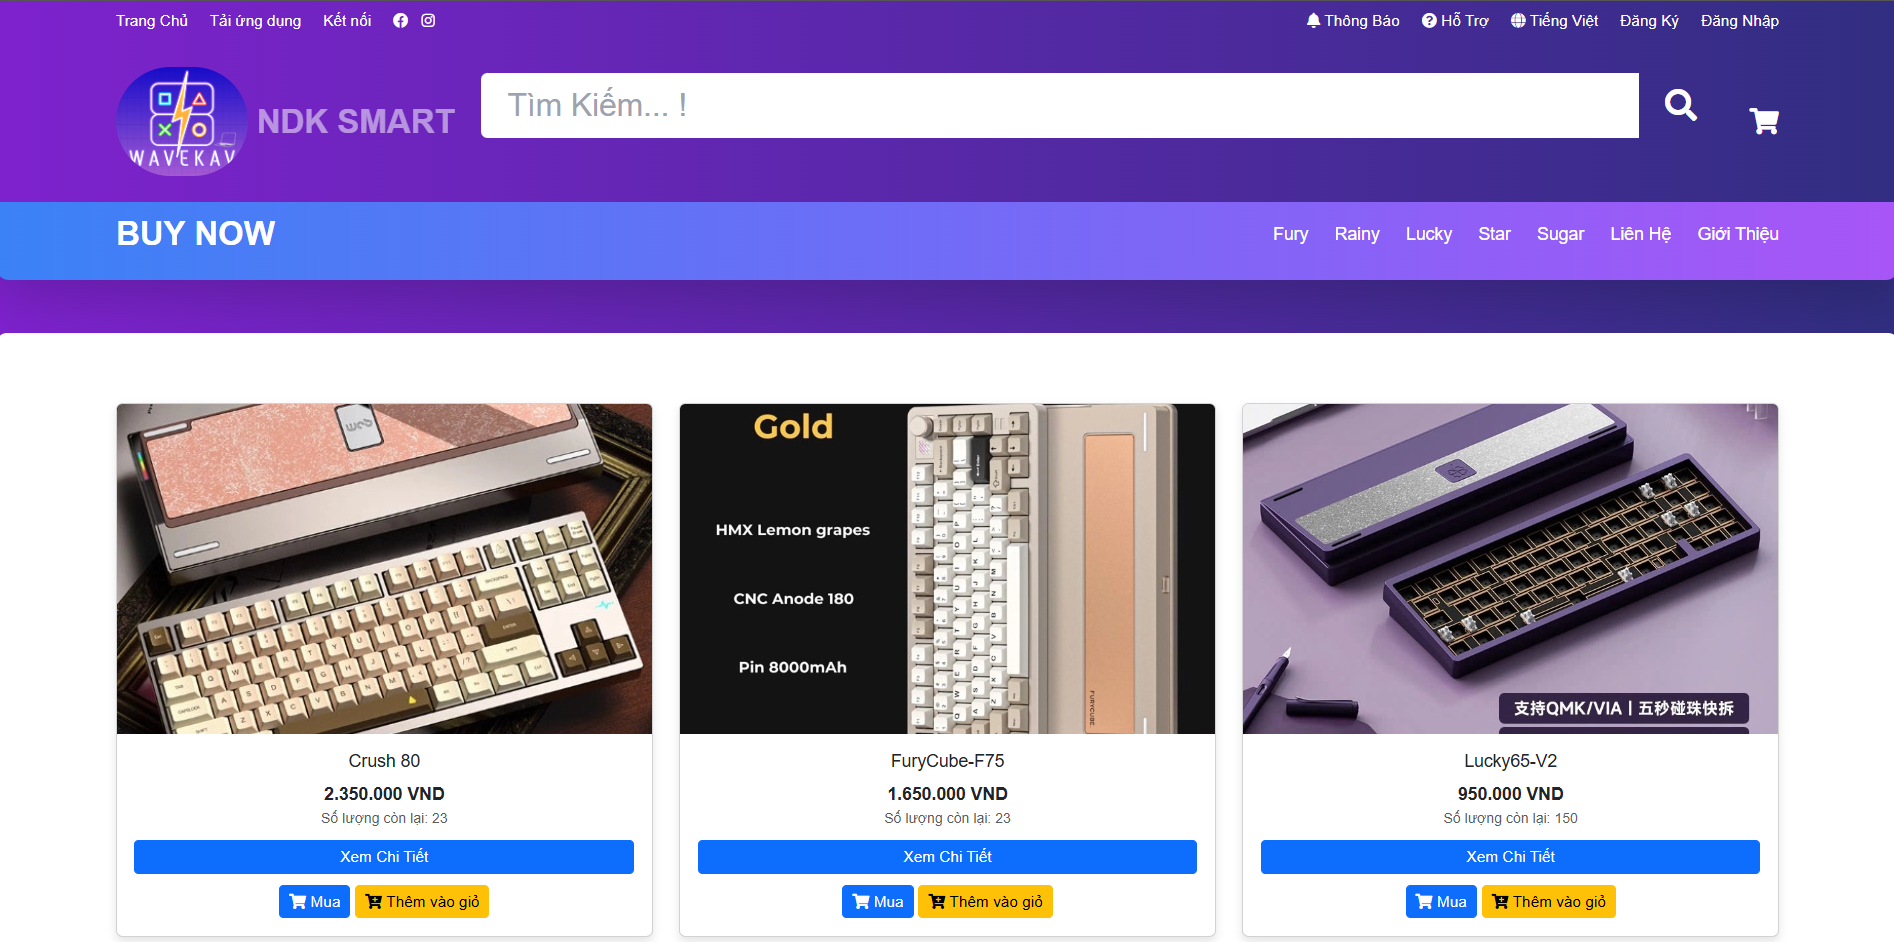 Trang Chủ Tải ứng dụng Kết nối
Thông Báo Hỗ Trợ Tiếng Việt Đăng Ký Đăng Nhập
WAVEKAV
NDK SMART
Tìm Kiếm... !
BUY NOW
Fury Rainy Lucky Star Sugar Liên Hệ Giới Thiệu
Gold
HMX Lemon grapes
CNC Anode 180
Pin 8000mAh
FURYCUBE
支持QMK/VIA丨五秒碰珠快拆
Crush 80
2.350.000 VND
Số lượng còn lại: 23
Xem Chi Tiết
Mua Thêm vào giỏ
FuryCube-F75
1.650.000 VND
Số lượng còn lại: 23
Xem Chi Tiết
Mua Thêm vào giỏ
Lucky65-V2
950.000 VND
Số lượng còn lại: 150
Xem Chi Tiết
Mua Thêm vào giỏ